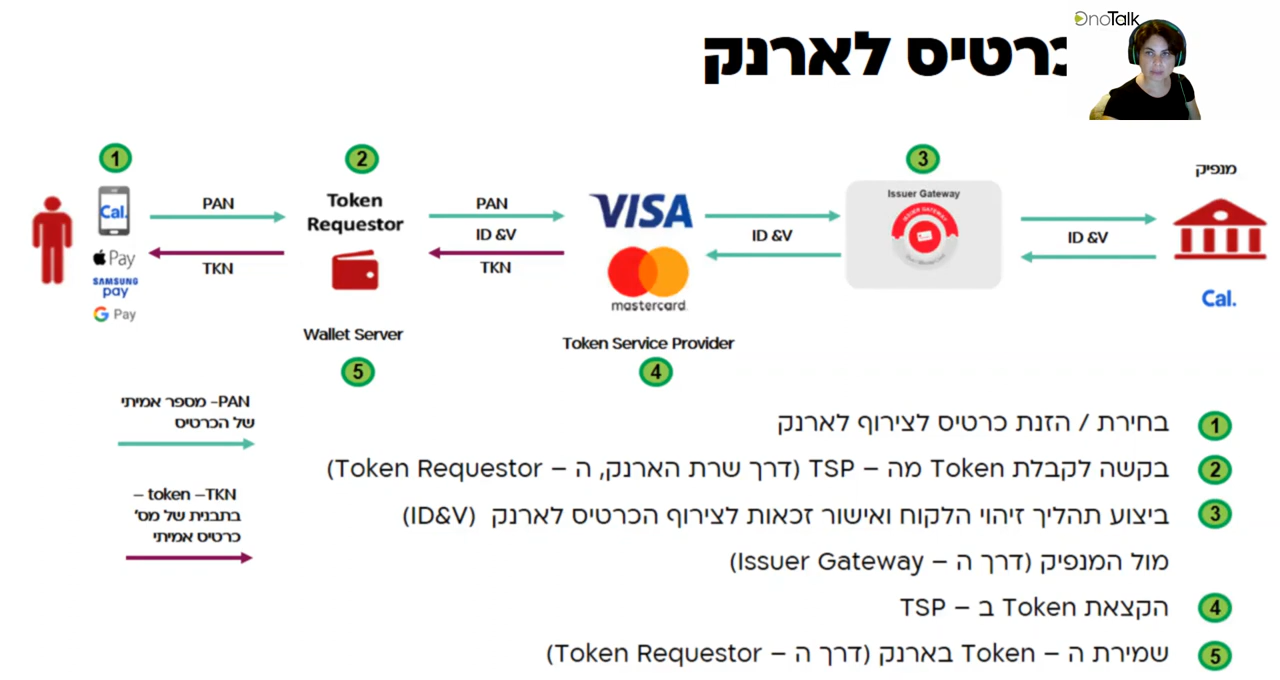 OnoTalk
כרטיס לארנק
1
2
3
מנפיק
Cal.
Pay
SAMSUNG
pay
G Pay
PAN
TKN
Token
Requestor
Wallet Server
5
PAN
ID &V
TKN
VISA
mastercard
Token Service Provider
4
ID &V
Issuer Gateway
ISSUER GATEWAY
ID &V
Cal.
PAN- מספר אמיתי
של הכרטיס
TKN– token –
בתבנית של מס'
כרטיס אמיתי
1 בחירת / הזנת כרטיס לצירוף לארנק
2 בקשה לקבלת Token מה – TSP (דרך שרת הארנק, ה – Token Requestor)
3 ביצוע תהליך זיהוי הלקוח ואישור זכאות לצירוף הכרטיס לארנק (ID&V)
מול המנפיק (דרך ה – Issuer Gateway)
4 הקצאת Token ב – TSP
5 שמירת ה – Token בארנק (דרך ה – Token Requestor)